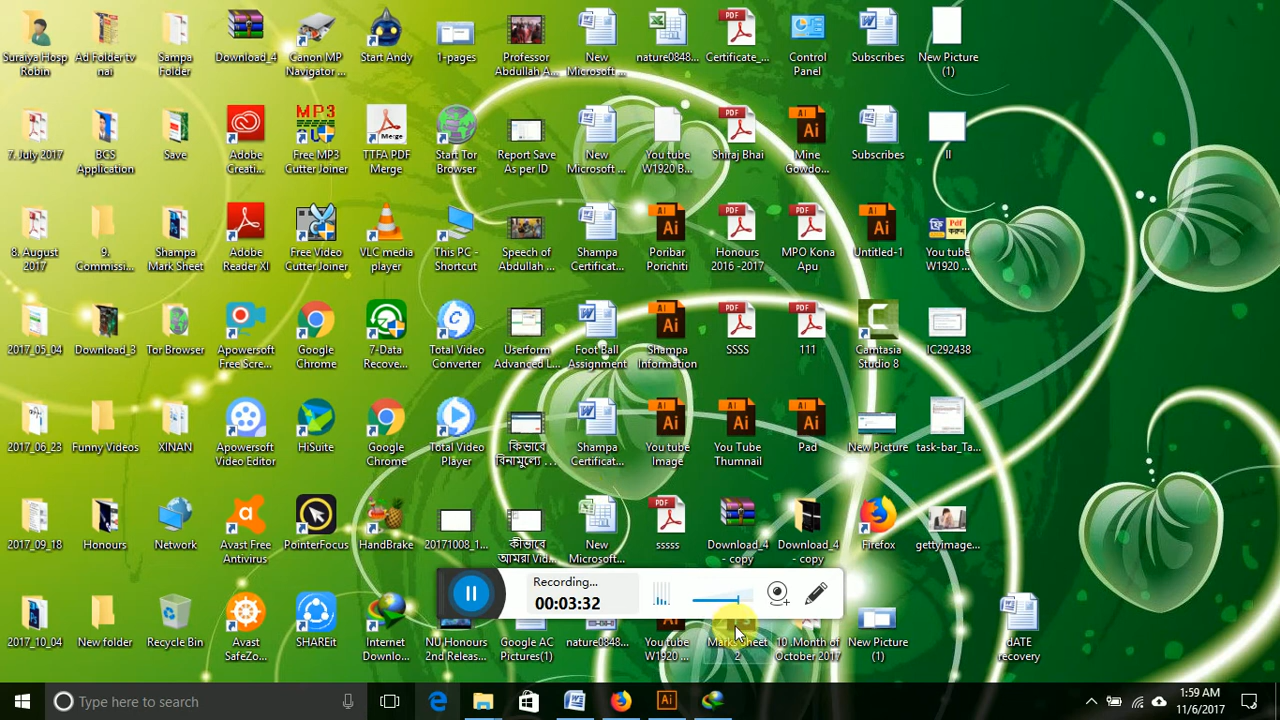 Suraiya Hosp Robin
Ad Folder tv nai
Sampa Folder
Download_4
Canon MP Navigator ...
Start Andy
1-pages
Professor Abdullah A...
New Microsoft ...
nature0848...
Certificate_...
Control Panel
Subscribes
New Picture (1)
7. July 2017
BCS Application
Save
Adobe Creati...
Free MP3 Cutter Joiner
TTFA PDF Merge
Start Tor Browser
Report Save As per ID
New Microsoft ...
You tube W1920 B...
Shiraj Bhai
Mine Gowdo...
Subscribes
II
8. August 2017
9. Commissi...
Shampa Mark Sheet
Adobe Reader XI
Free Video Cutter Joiner
VLC media player
This PC - Shortcut
Speech of Abdullah ...
Shampa Certificat...
Poribar Porichiti
Honours 2016 -2017
MPO Kona Apu
Untitled-1
You tube W1920 ...
2017_05_04
Download_3
Tor Browser
Apowersoft Free Scre...
Google Chrome
7-Data Recove...
Total Video Converter
Userform Advanced L...
Foot Ball Assignment
Shampa Information
SSSS
111
Camtasia Studio 8
IC292438
2017_06_23
Funny Videos
XINAN
Apowersoft Video Editor
HiSuite
Google Chrome
Total Video Player
কিভাবে বিনামুল্যে ...
Shampa Certificat...
You tube Image
You Tube Thumnail
Pad
New Picture
task-bar_Ta...
2017_09_18
Honours
Network
Avast Free Antivirus
PointerFocus
HandBrake
20171008_1...
কীভাবে আমরা Vid...
New Microsoft...
sssss
Download_4 - copy
Download_4 - copy
Firefox
gettyimage...
Recording...
00:03:32
2017_10_04
New folder
Recycle Bin
Avast SafeZo...
SHAREit
Internet Downlo...
NU Honours 2nd Releas...
Google AC Pictures(1)
nature0848...
You tube W1920 ...
Mark Sheet 2
10 .Month of October 2017
New Picture (1)
dATE recovery
Type here to search
1:59 AM
11/6/2017